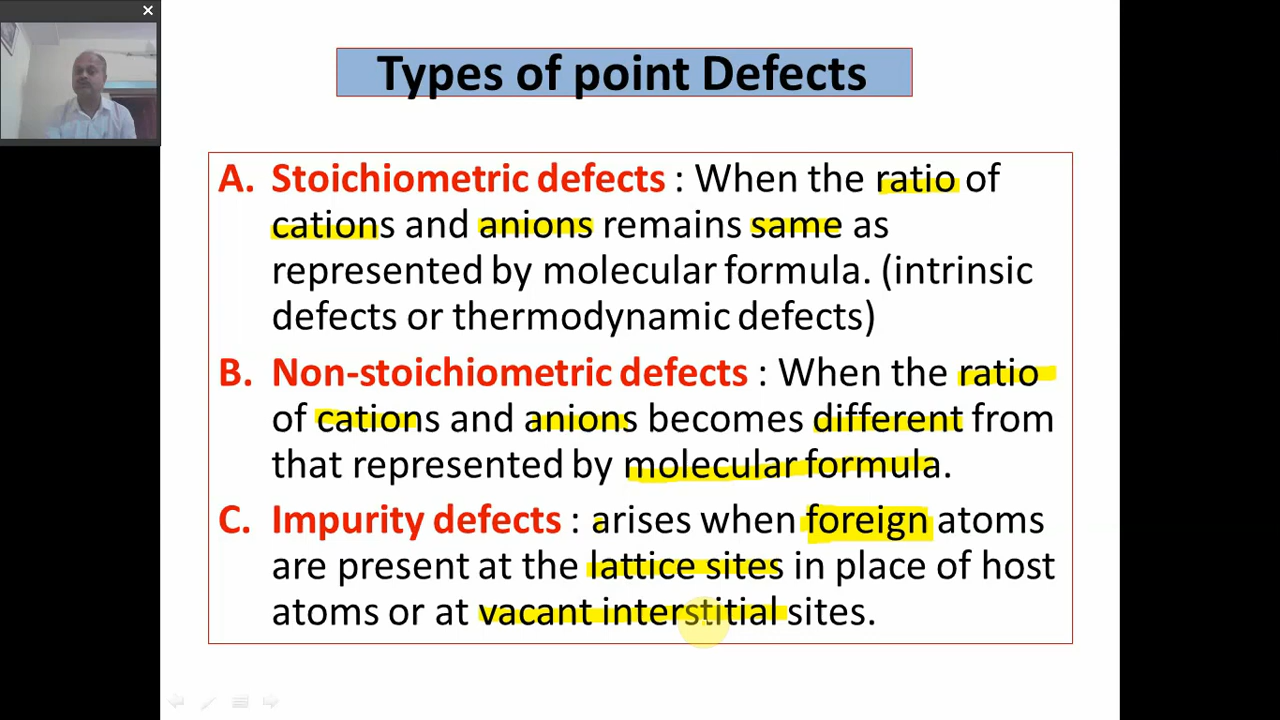 Types of point Defects
A. Stoichiometric defects : When the ratio of
cations and anions remains same as
represented by molecular formula. (intrinsic
defects or thermodynamic defects)
B. Non-stoichiometric defects : When the ratio
of cations and anions becomes different from
that represented by molecular formula.
C. Impurity defects : arises when foreign atoms
are present at the lattice sites in place of host
atoms or at vacant interstitial sites.